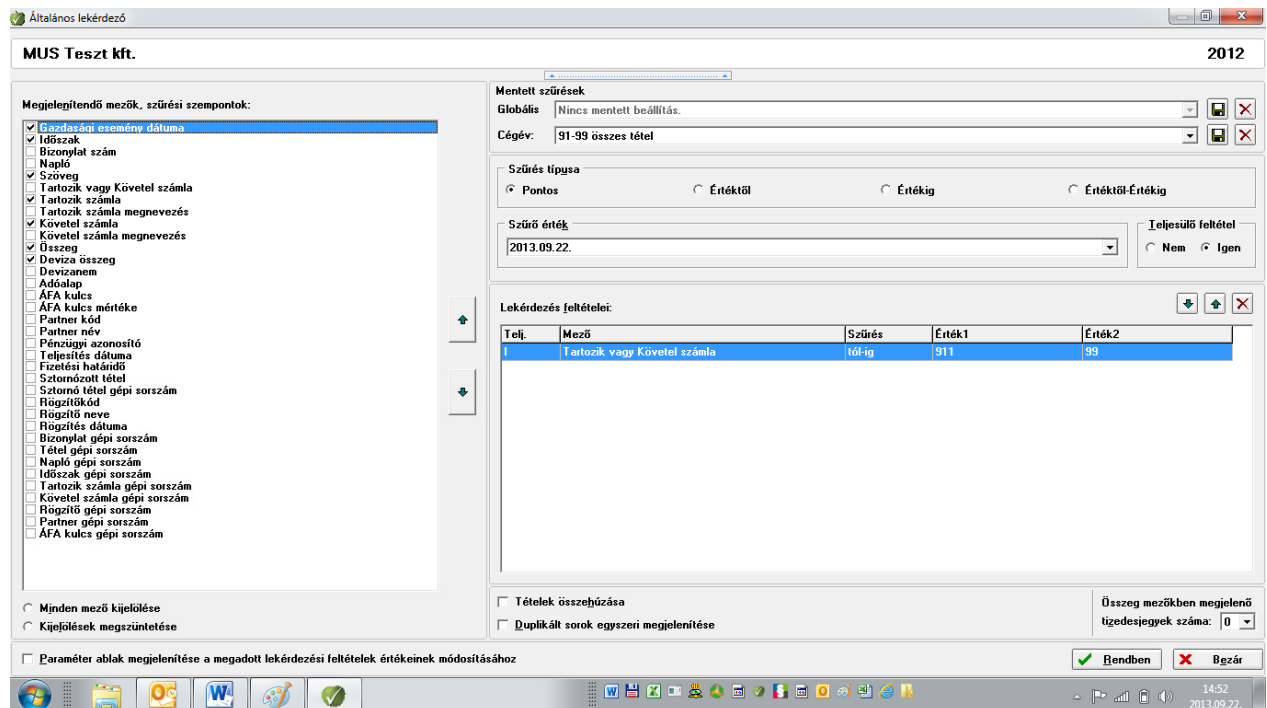 Általános lekérdező
MUS Teszt kft.
2012
Megjelenítendő mezők, szűrési szempontok:
Gazdasági esemény dátuma
Időszak
Bizonylat szám
Napló
Szöveg
Tartozik vagy Követel számla
Tartozik számla
Tartozik számla megnevezés
Követel számla
Követel számla megnevezés
Összeg
Deviza összeg
Devizanem
Adóalap
ÁFA kulcs
ÁFA kulcs mértéke
Partner kód
Partner név
Pénzügyi azonosító
Teljesítés dátuma
Fizetési határidő
Sztornózott tétel
Sztornó tétel gépi sorszám
Rögzítőkód
Rögzítő neve
Rögzítés dátuma
Bizonylat gépi sorszám
Tétel gépi sorszám
Napló gépi sorszám
Időszak gépi sorszám
Tartozik számla gépi sorszám
Követel számla gépi sorszám
Rögzítő gépi sorszám
Partner gépi sorszám
ÁFA kulcs gépi sorszám
Minden mező kijelölése
Kijelölések megszüntetése
Mentett szűrések
Globális Nincs mentett beállítás.
Cégév: 91-99 összes tétel
Szűrés típusa
Pontos Értéktől Értékig Értéktől-Értékig
Szűrő érték
2013.09.22.
Teljesülő feltétel
Nem Igen
Lekérdezés feltételei:
Telj. Mező Szűrés Érték1 Érték2
I Tartozik vagy Követel számla tól-ig 911 99
Tételek összehúzása
Duplikált sorok egyszeri megjelenítése
Összeg mezőkben megjelenő
tizedesjegyek száma: 0
Paraméter ablak megjelenítése a megadott lekérdezési feltételek értékeinek módosításához
Rendben Bezár
14:52
2013.09.22.